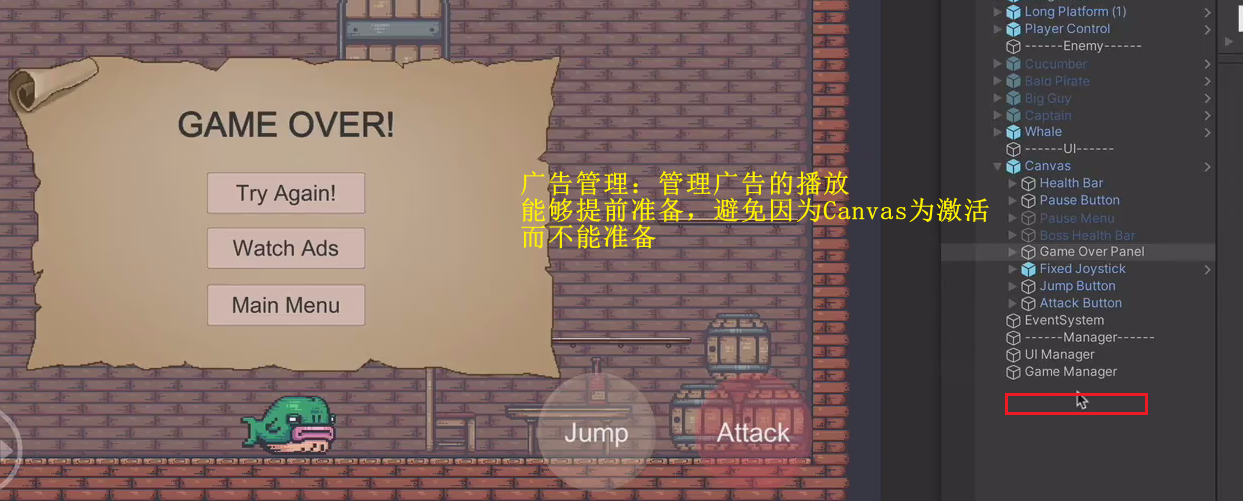 GAME OVER!
Try Again!
Watch Ads
Main Menu
Jump
Attack
广告管理：管理广告的播放
能够提前准备，避免因为Canvas为激活
而不能准备
Long Platform (1)
Player Control
------Enemy------
Cucumber
Bald Pirate
Big Guy
Captain
Whale
------UI------
Canvas
Health Bar
Pause Button
Pause Menu
Boss Health Bar
Game Over Panel
Fixed Joystick
Jump Button
Attack Button
EventSystem
------Manager------
UI Manager
Game Manager